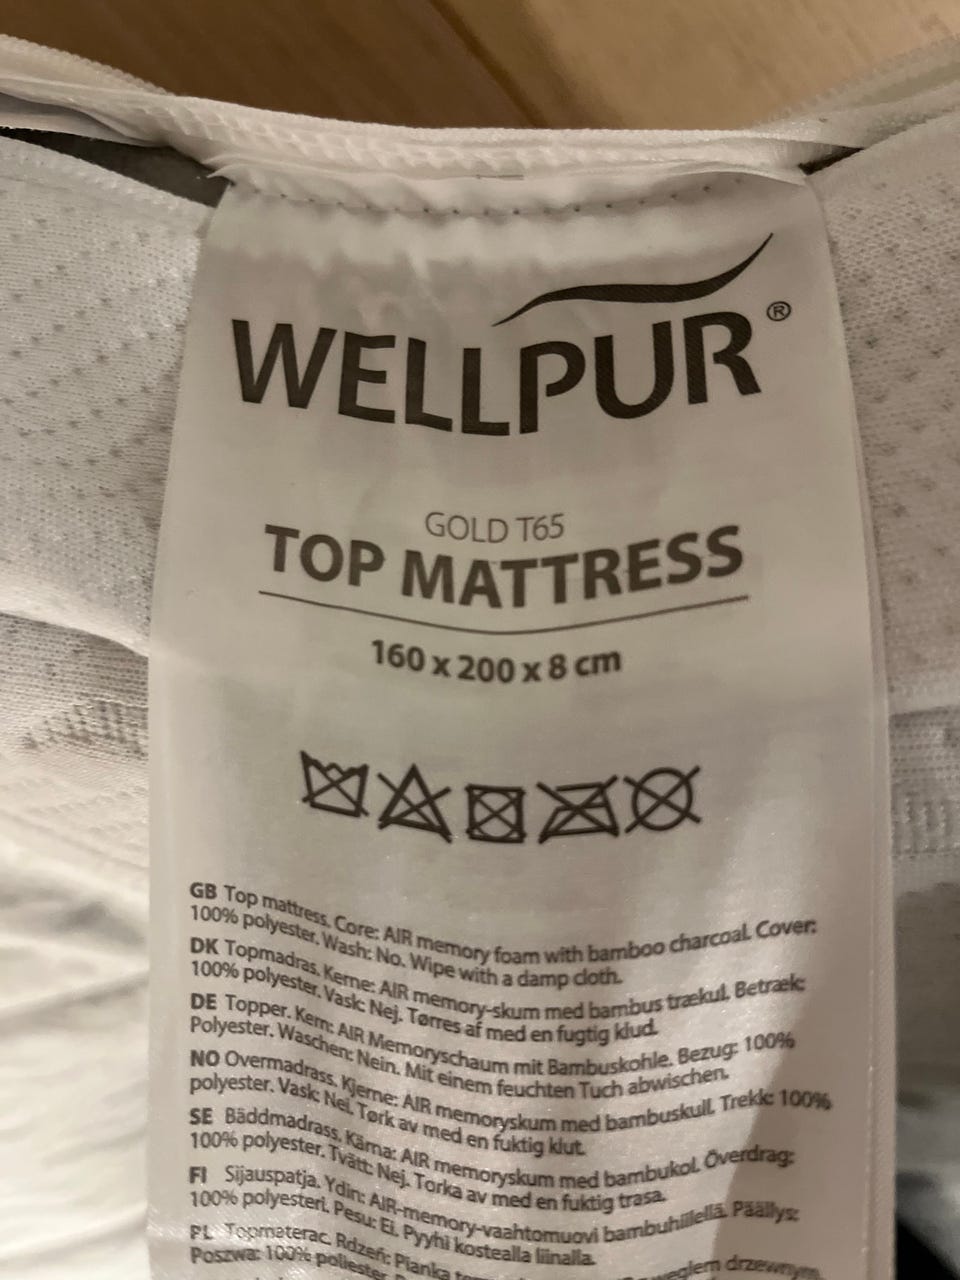 WELLPUR®
GOLD T65
TOP MATTRESS
160 x 200 x 8 cm
GB Top mattress. Core: AIR memory foam with bamboo charcoal. Cover:
100% polyester. Wash: No. Wipe with a damp cloth.
DK Topmadras. Kerne: AIR memory-skum med bambus trækul. Betræk:
100% polyester. Vask: Nej. Tørres af med en fugtig klud.
DE Topper. Kern: AIR Memoryschaum mit Bambuskohle. Bezug: 100%
Polyester. Waschen: Nein. Mit einem feuchten Tuch abwischen.
NO Overmadrass. Kjerne: AIR memoryskum med bambuskull. Trekk: 100%
polyester. Vask: Nei. Tørk av med en fuktig klut.
SE Bäddmadrass. Kärna: AIR memoryskum med bambukol. Överdrag:
100% polyester. Tvätt: Nej. Torka av med en fuktig trasa.
FI Sijauspatja. Ydin: AIR-memory-vaahtomuovi bambuhiilellä. Päällys:
100% polyesteri. Pesu: Ei. Pyyhi kostealla liinalla.
PL Topmaterac. Rdzeń: Pianka węglem drzewnym.
Poszwa: 100% poliester.